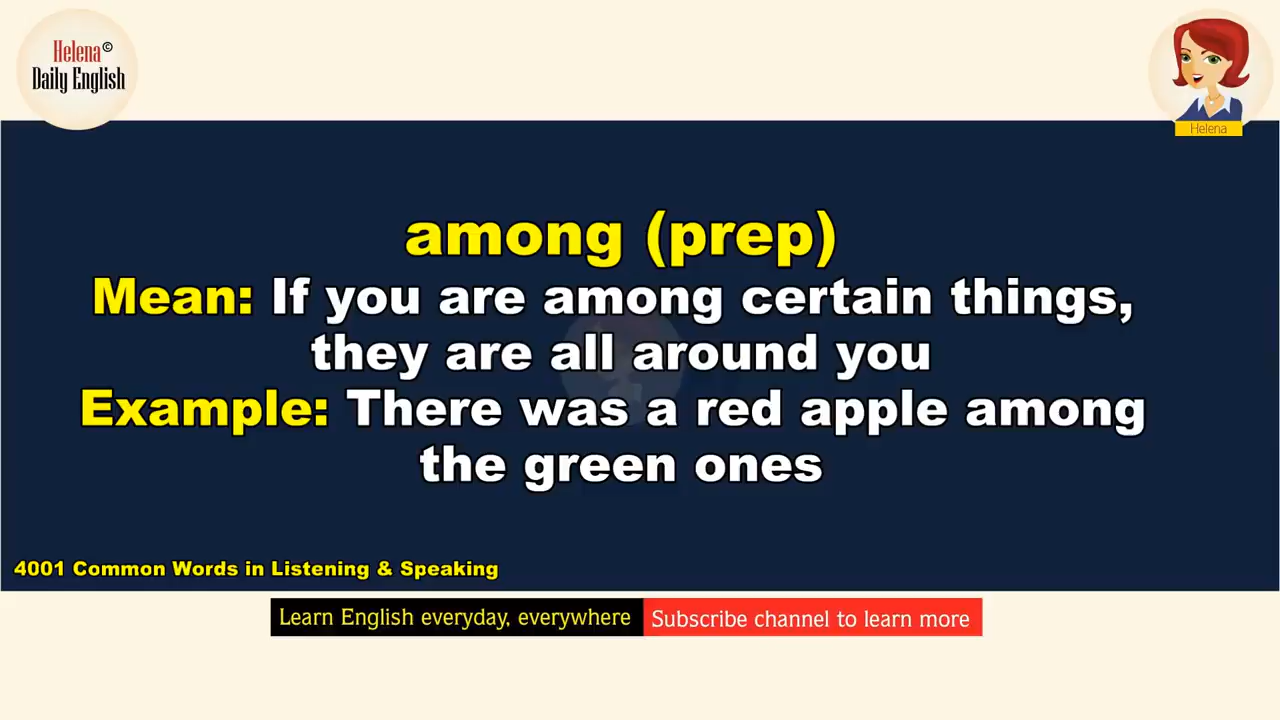 Helena©
Daily English
Helena
among (prep)
Mean: If you are among certain things,
they are all around you
Example: There was a red apple among
the green ones
4001 Common Words in Listening & Speaking
Learn English everyday, everywhere
Subscribe channel to learn more